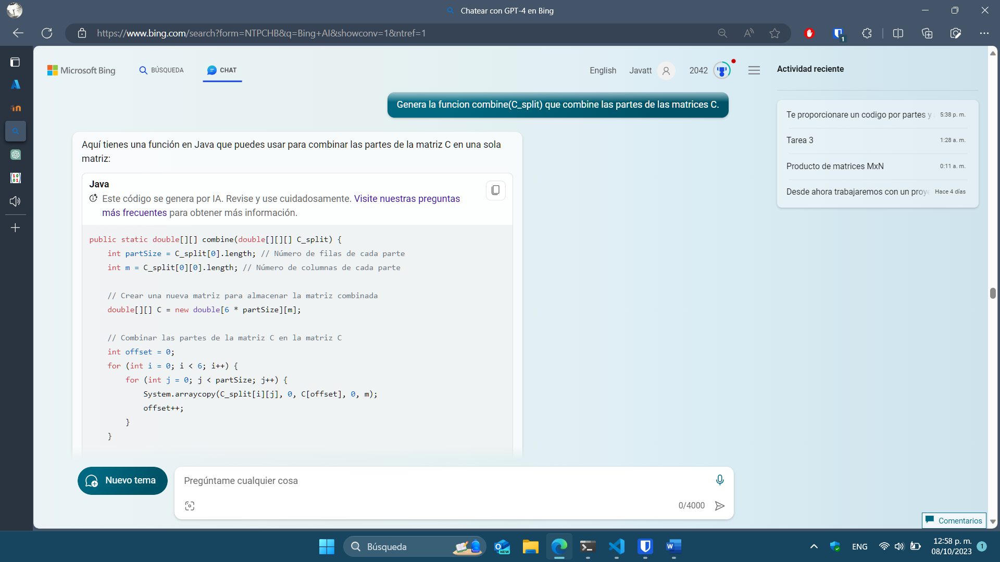 Chatear con GPT-4 en Bing
https://www.bing.com/search?form=NTPCHB&q=Bing+AI&showconv=1&ntref=1
1
Microsoft Bing
BÚSQUEDA
CHAT
English
Javatt
2042
Genera la funcion combine(C_split) que combine las partes de las matrices C.
Aquí tienes una función en Java que puedes usar para combinar las partes de la matriz C en una sola
matriz:
Java
Este código se genera por IA. Revise y use cuidadosamente. Visite nuestras preguntas
más frecuentes para obtener más información.
public static double[][] combine(double[][][] C_split) {
    int partSize = C_split[0].length; // Número de filas de cada parte
    int m = C_split[0][0].length; // Número de columnas de cada parte
    // Crear una nueva matriz para almacenar la matriz combinada
    double[][] C = new double[6 * partSize][m];
    // Combinar las partes de la matriz C en la matriz C
    int offset = 0;
    for (int i = 0; i < 6; i++) {
        for (int j = 0; j < partSize; j++) {
            System.arraycopy(C_split[i][j], 0, C[offset], 0, m);
            offset++;
        }
    }
Nuevo tema
Pregúntame cualquier cosa
0/4000
Actividad reciente
Te proporcionare un codigo por partes y 5:38 p. m.
Tarea 3 1:28 a. m.
Producto de matrices MxN 0:11 a. m.
Desde ahora trabajaremos con un proye Hace 4 días
Comentarios
Búsqueda
NEW
ENG
12:58 p. m.
08/10/2023
1